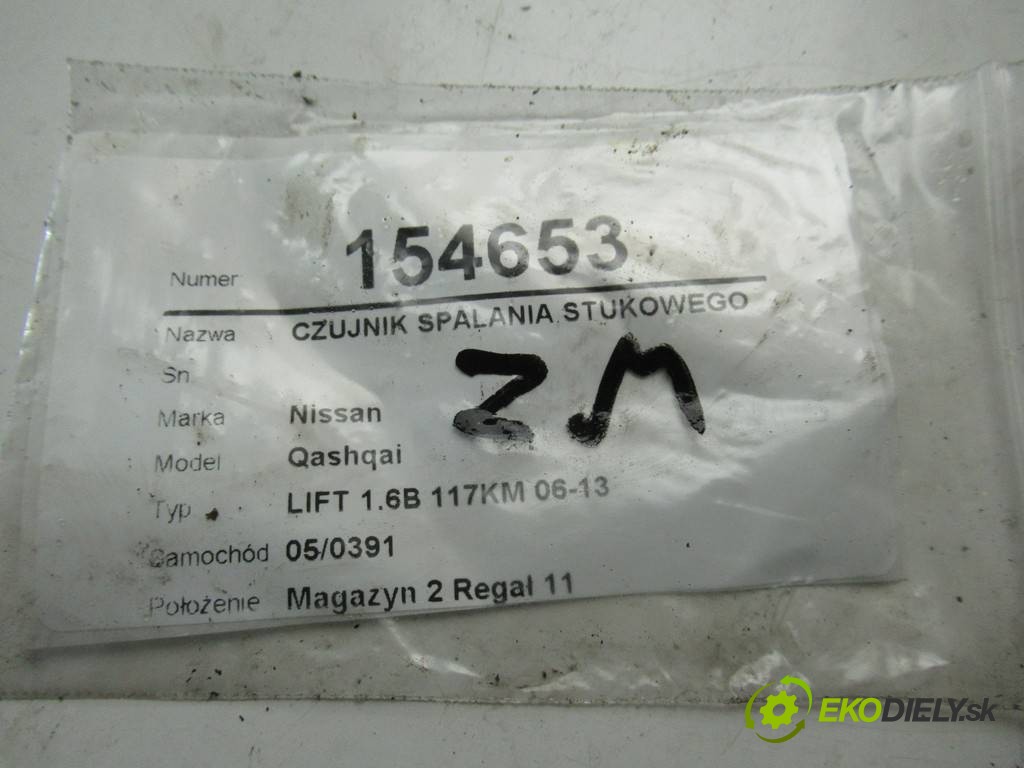 Numer 154653
Nazwa CZUJNIK SPALANIA STUKOWEGO
Sn
ZM
Marka Nissan
Model Qashqai
Typ LIFT 1.6B 117KM 06-13
Samochód 05/0391
Położenie Magazyn 2 Regał 11
EKODIELY.sk